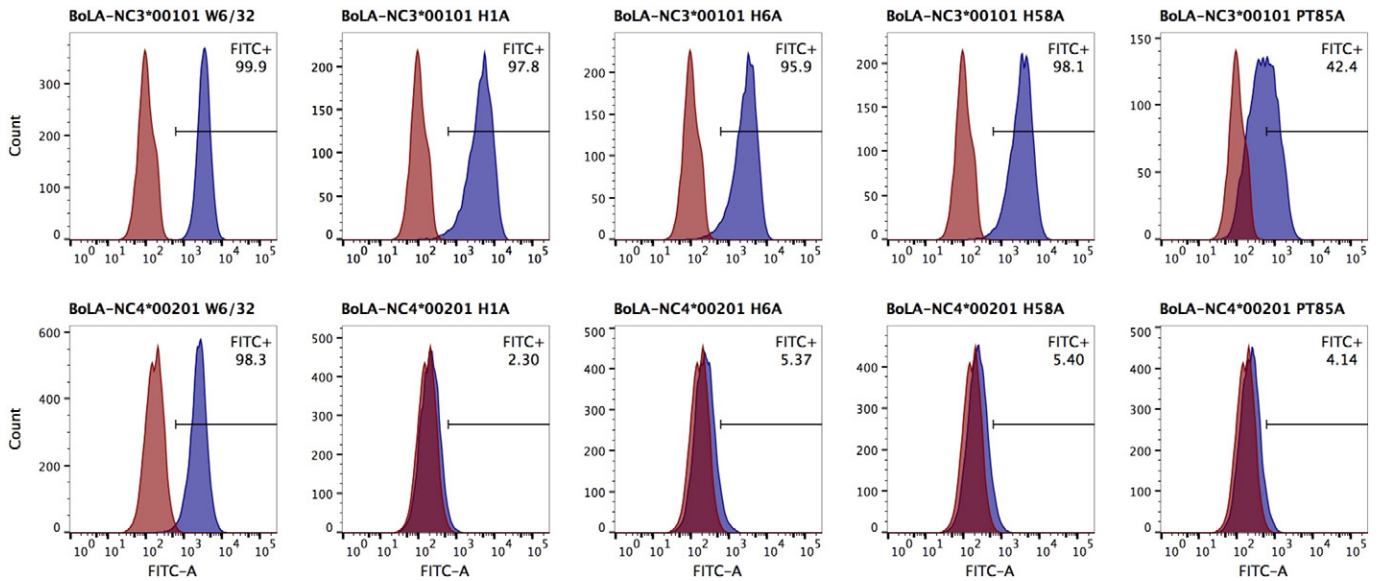 BoLA-NC3*00101 W6/32
BoLA-NC3*00101 H1A
BoLA-NC3*00101 H6A
BoLA-NC3*00101 H58A
BoLA-NC3*00101 PT85A
FITC+
99.9
FITC+
97.8
FITC+
95.9
FITC+
98.1
FITC+
42.4
Count
300
200
100
0
200
150
100
50
0
200
150
100
50
0
200
150
100
50
0
150
100
50
0
10^0 10^1 10^2 10^3 10^4 10^5
10^0 10^1 10^2 10^3 10^4 10^5
10^0 10^1 10^2 10^3 10^4 10^5
10^0 10^1 10^2 10^3 10^4 10^5
10^0 10^1 10^2 10^3 10^4 10^5
BoLA-NC4*00201 W6/32
BoLA-NC4*00201 H1A
BoLA-NC4*00201 H6A
BoLA-NC4*00201 H58A
BoLA-NC4*00201 PT85A
FITC+
98.3
FITC+
2.30
FITC+
5.37
FITC+
5.40
FITC+
4.14
Count
600
400
200
0
500
400
300
200
100
0
500
400
300
200
100
0
400
300
200
100
0
500
400
300
200
100
0
10^0 10^1 10^2 10^3 10^4 10^5
10^0 10^1 10^2 10^3 10^4 10^5
10^0 10^1 10^2 10^3 10^4 10^5
10^0 10^1 10^2 10^3 10^4 10^5
10^0 10^1 10^2 10^3 10^4 10^5
FITC-A
FITC-A
FITC-A
FITC-A
FITC-A